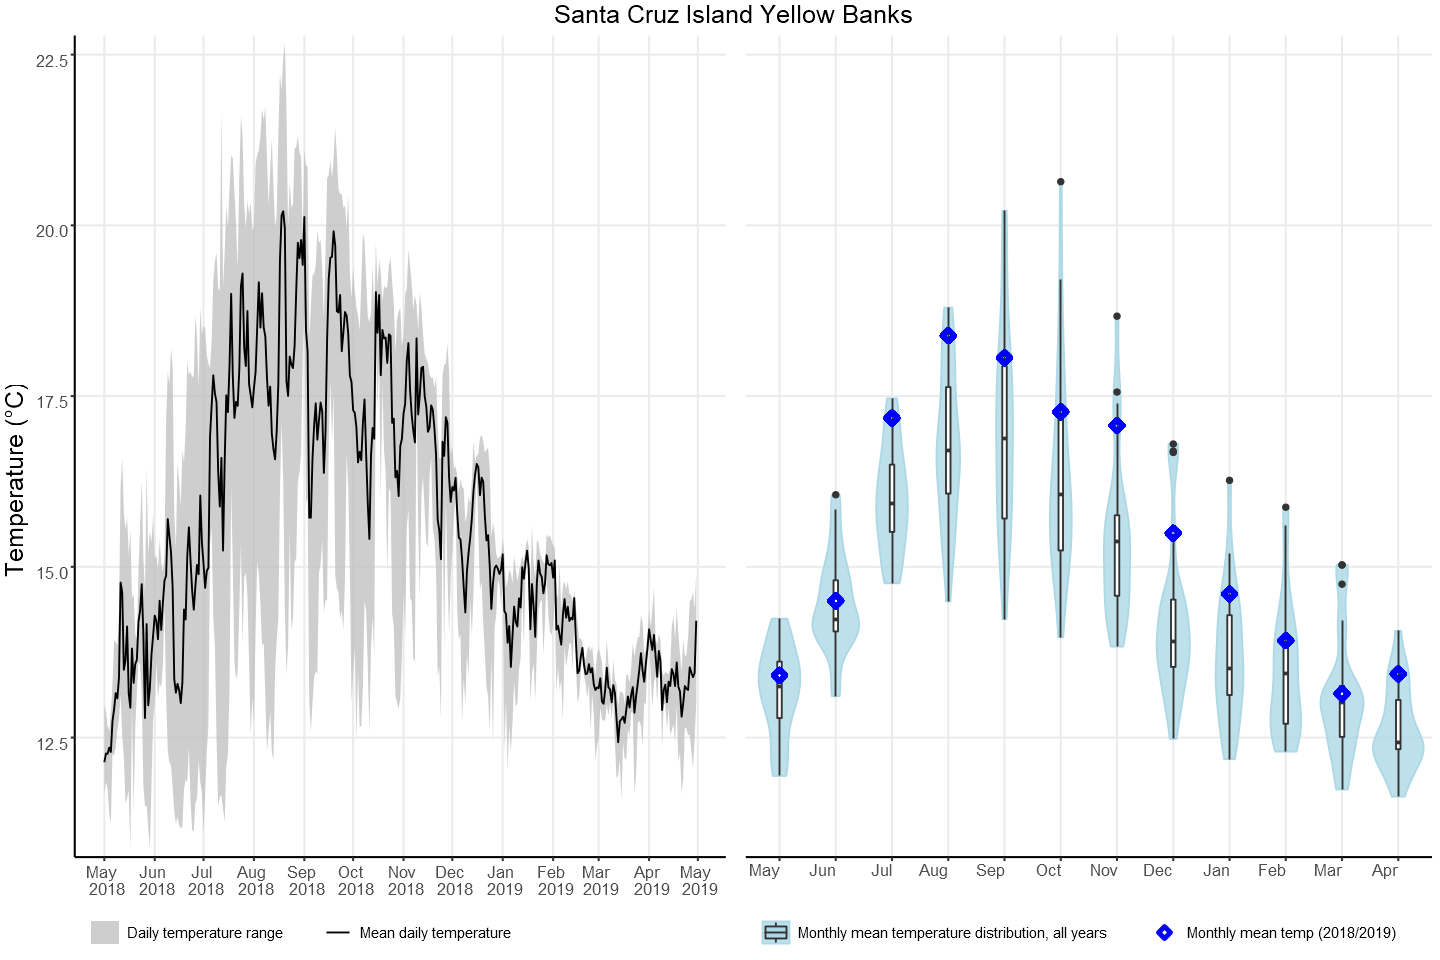 Santa Cruz Island Yellow Banks
Temperature (°C)
22.5
20.0
17.5
15.0
12.5
May 2018
Jun 2018
Jul 2018
Aug 2018
Sep 2018
Oct 2018
Nov 2018
Dec 2018
Jan 2019
Feb 2019
Mar 2019
Apr 2019
May 2019
May
Jun
Jul
Aug
Sep
Oct
Nov
Dec
Jan
Feb
Mar
Apr
Daily temperature range
Mean daily temperature
Monthly mean temperature distribution, all years
Monthly mean temp (2018/2019)